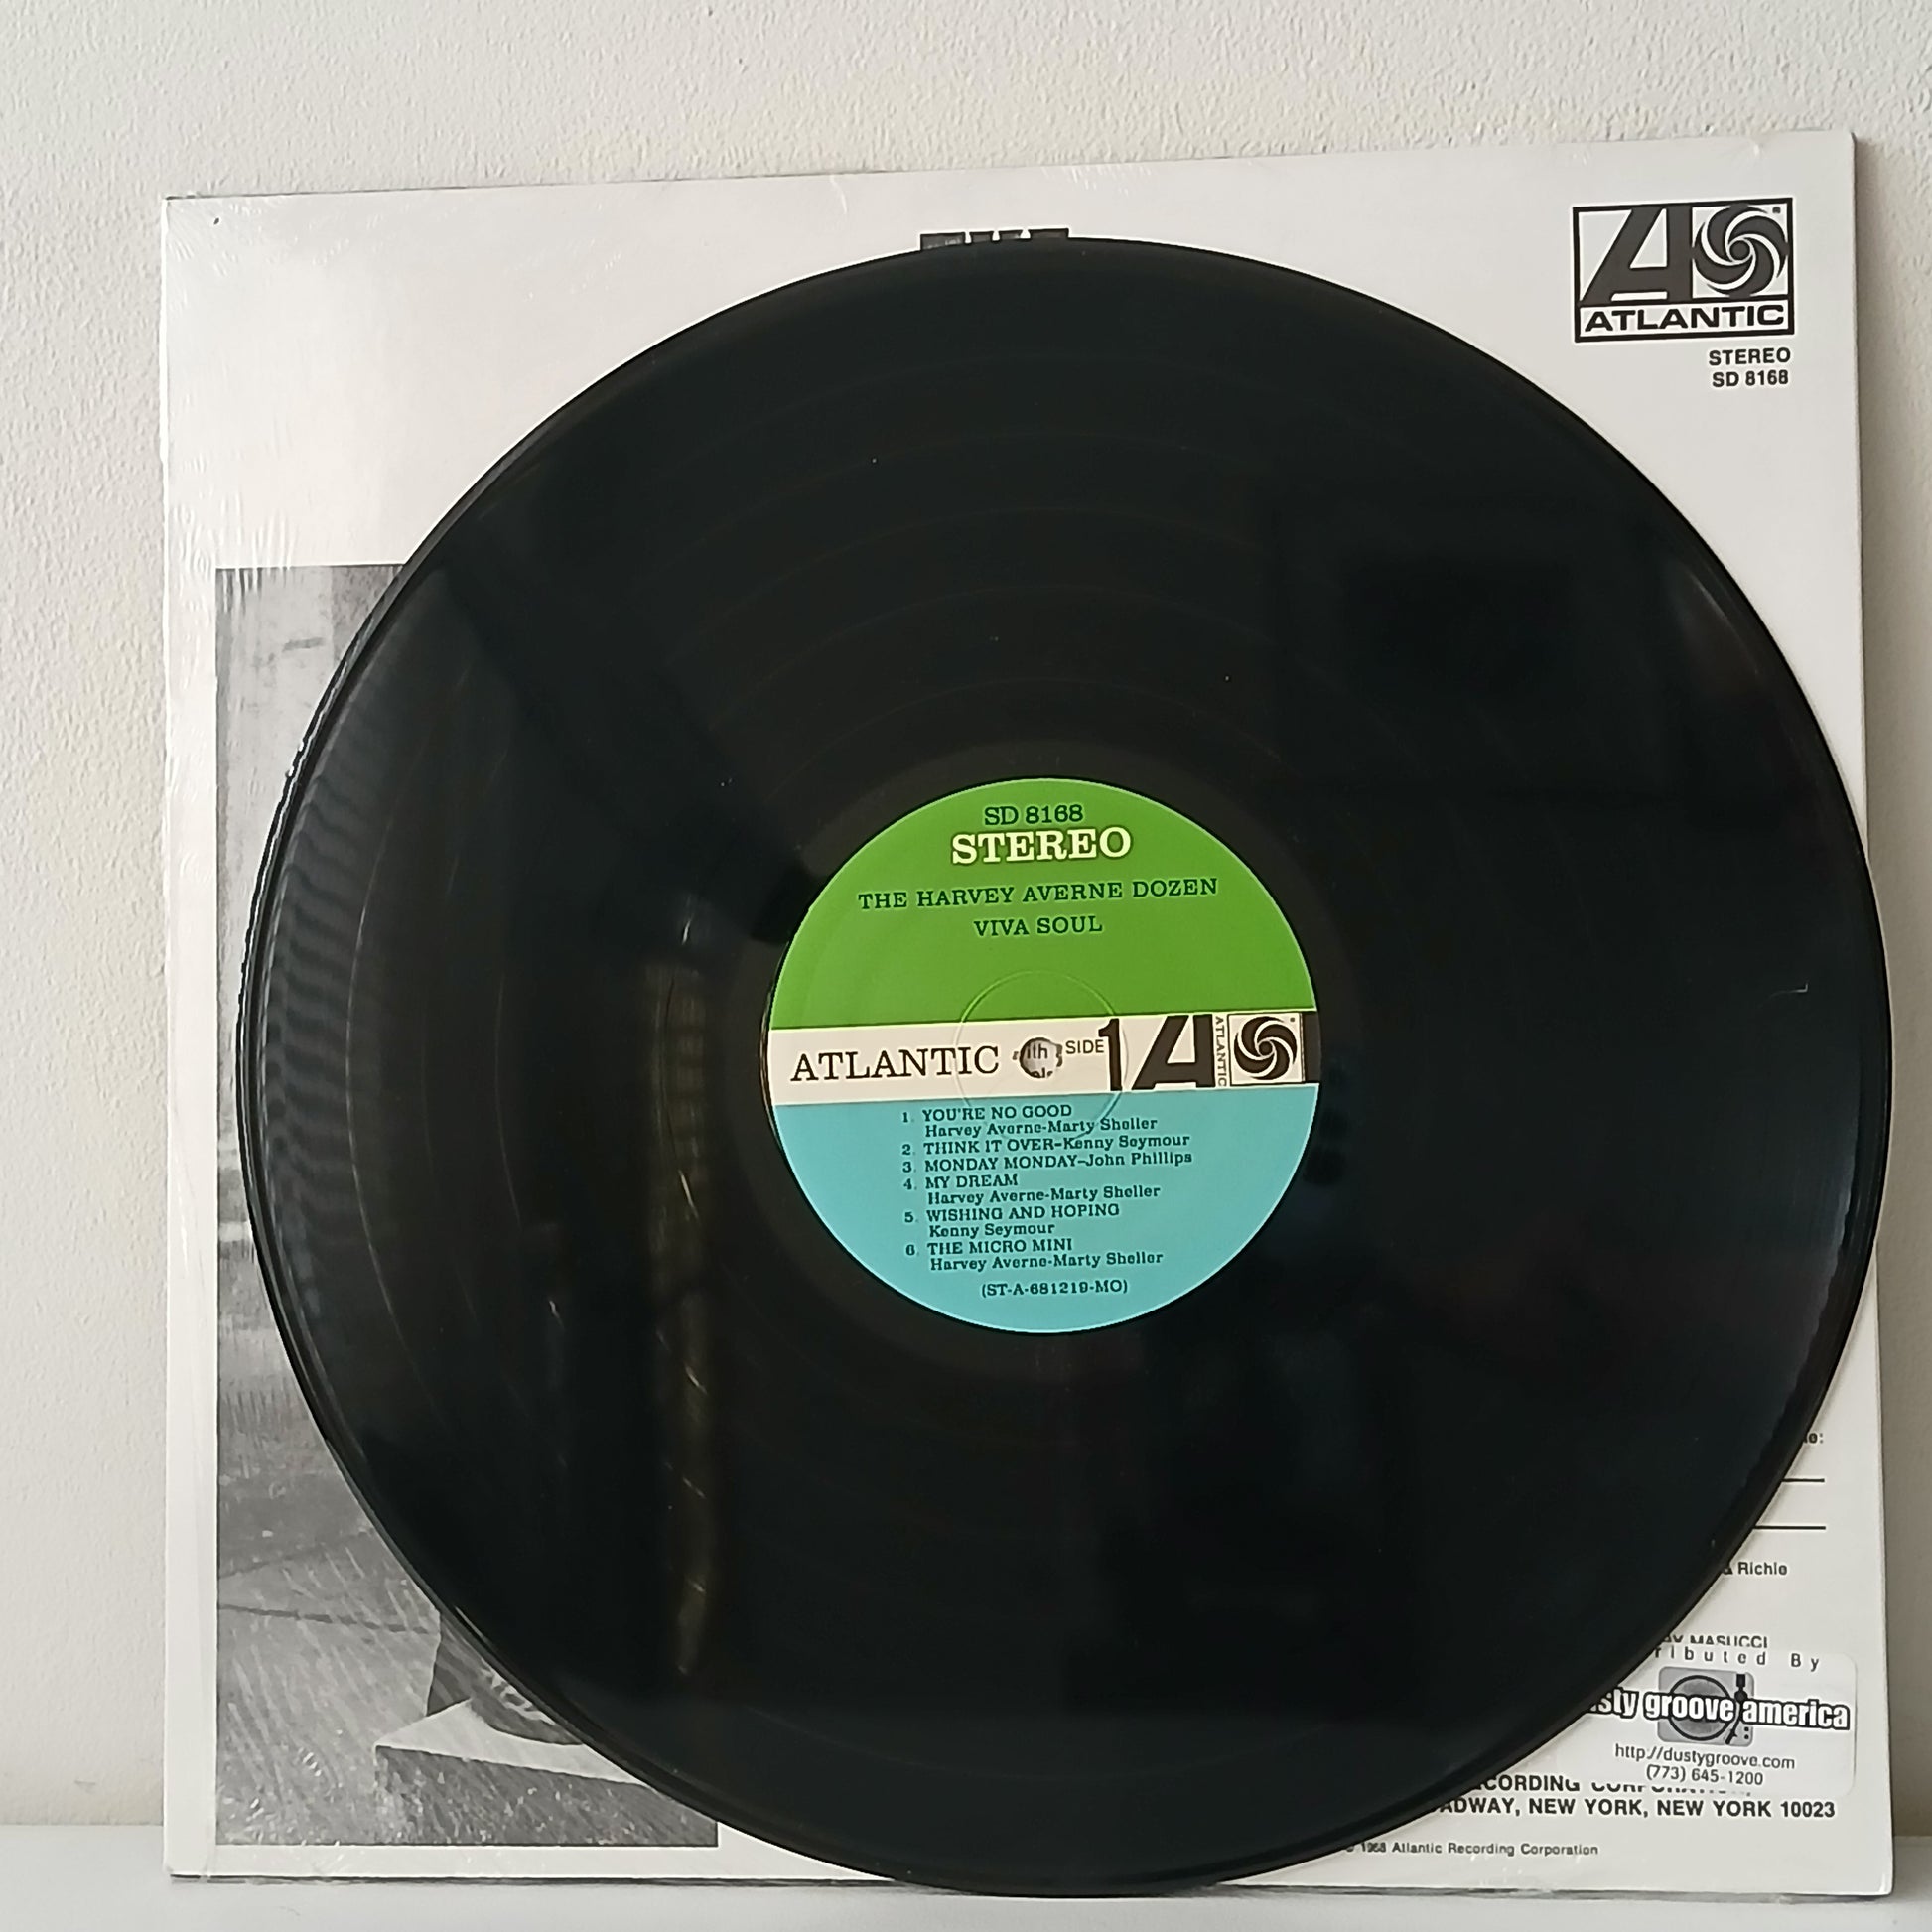 ATLANTIC
STEREO
SD 8168
SD 8168
STEREO
THE HARVEY AVERNE DOZEN
VIVA SOUL
ATLANTIC
SIDE 1
ATLANTIC
1. YOU'RE NO GOOD
Harvey Averne-Marty Sheller
2. THINK IT OVER-Kenny Seymour
3. MONDAY MONDAY-John Phillips
4. MY DREAM
Harvey Averne-Marty Sheller
5. WISHING AND HOPING
Kenny Seymour
6. THE MICRO MINI
Harvey Averne-Marty Sheller
(ST-A-681219-MO)
Richie
MASUCCI
ributed By
sty groove america
http://dustygroove.com
(773) 645-1200
CORDING
ADWAY, NEW YORK, NEW YORK 10023
1968 Atlantic Recording Corporation